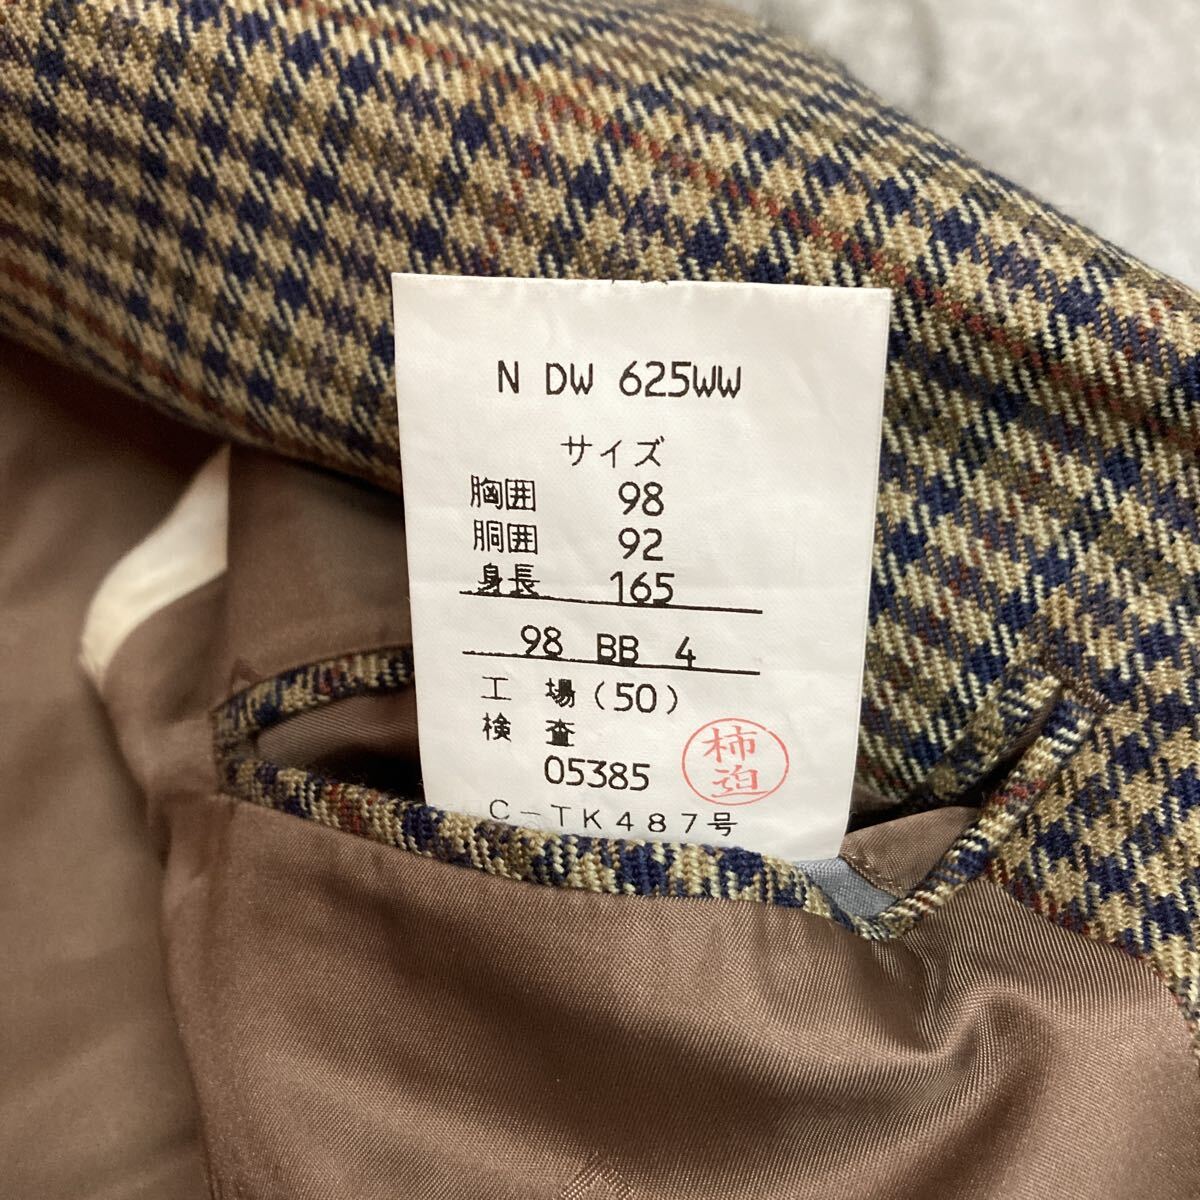 N DW 625WW
サイズ
胸囲 98
胴囲 92
身長 165
98 BB 4
工 場(50)
検 査
05385
柿迫
C-TK487号